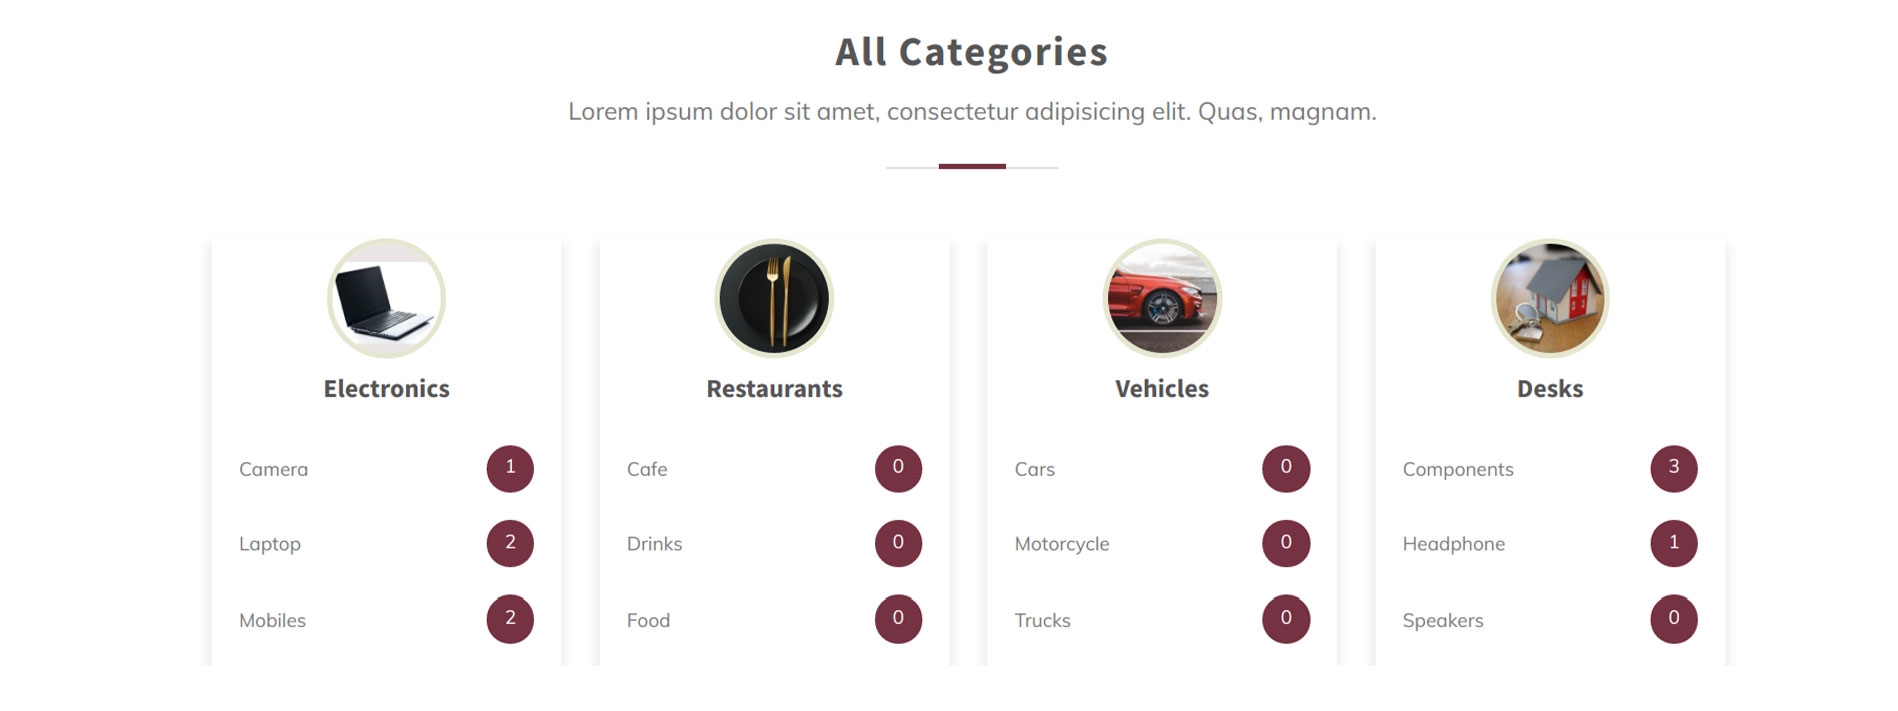 All Categories
Lorem ipsum dolor sit amet, consectetur adipisicing elit. Quas, magnam.
Electronics
Camera 1
Laptop 2
Mobiles 2
Restaurants
Cafe 0
Drinks 0
Food 0
Vehicles
Cars 0
Motorcycle 0
Trucks 0
Desks
Components 3
Headphone 1
Speakers 0